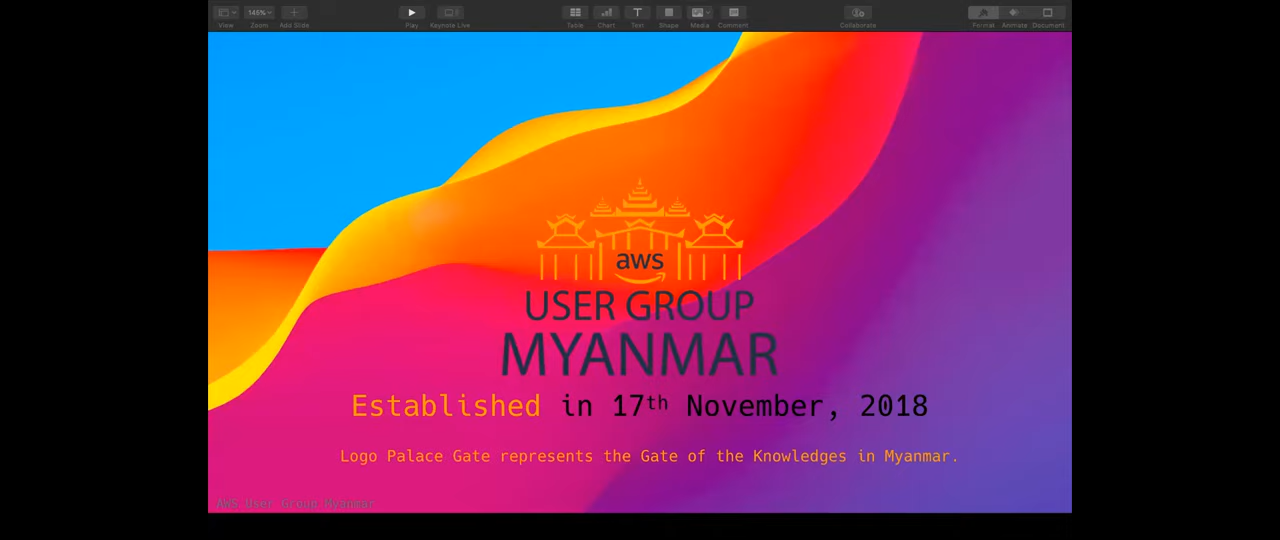 145%
View Zoom Add Slide Play Keynote Live Table Chart Text Shape Media Comment Collaborate Format Animate Document
aws
USER GROUP
MYANMAR
Established in 17th November, 2018
Logo Palace Gate represents the Gate of the Knowledges in Myanmar.
AWS User Group Myanmar